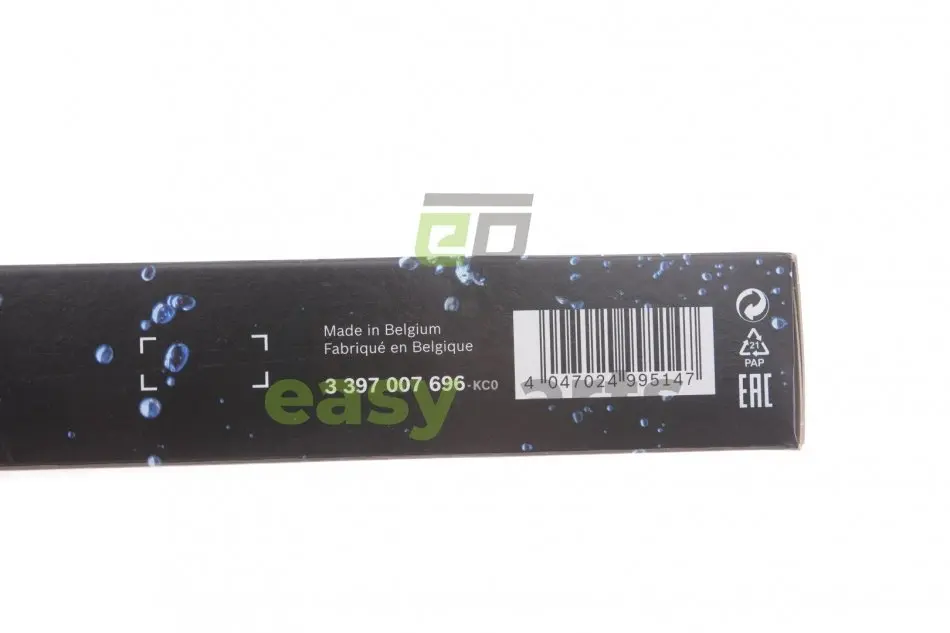 Made in Belgium
Fabriqué en Belgique
3 397 007 696-KC0
4 047024 995147
21
PAP
EAC
easy